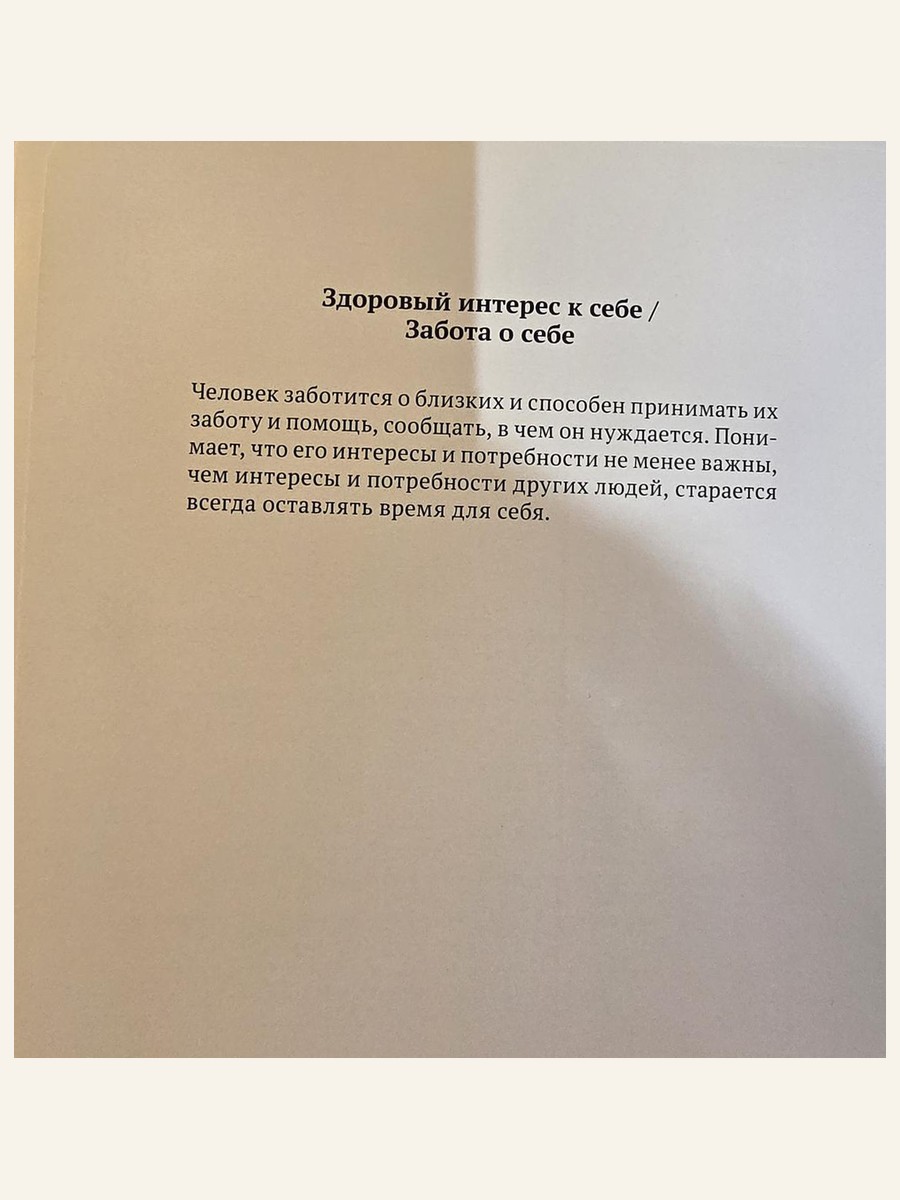 Здоровый интерес к себе /
Забота о себе
Человек заботится о близких и способен принимать их
заботу и помощь, сообщать, в чем он нуждается. Пони-
мает, что его интересы и потребности не менее важны,
чем интересы и потребности других людей, старается
всегда оставлять время для себя.